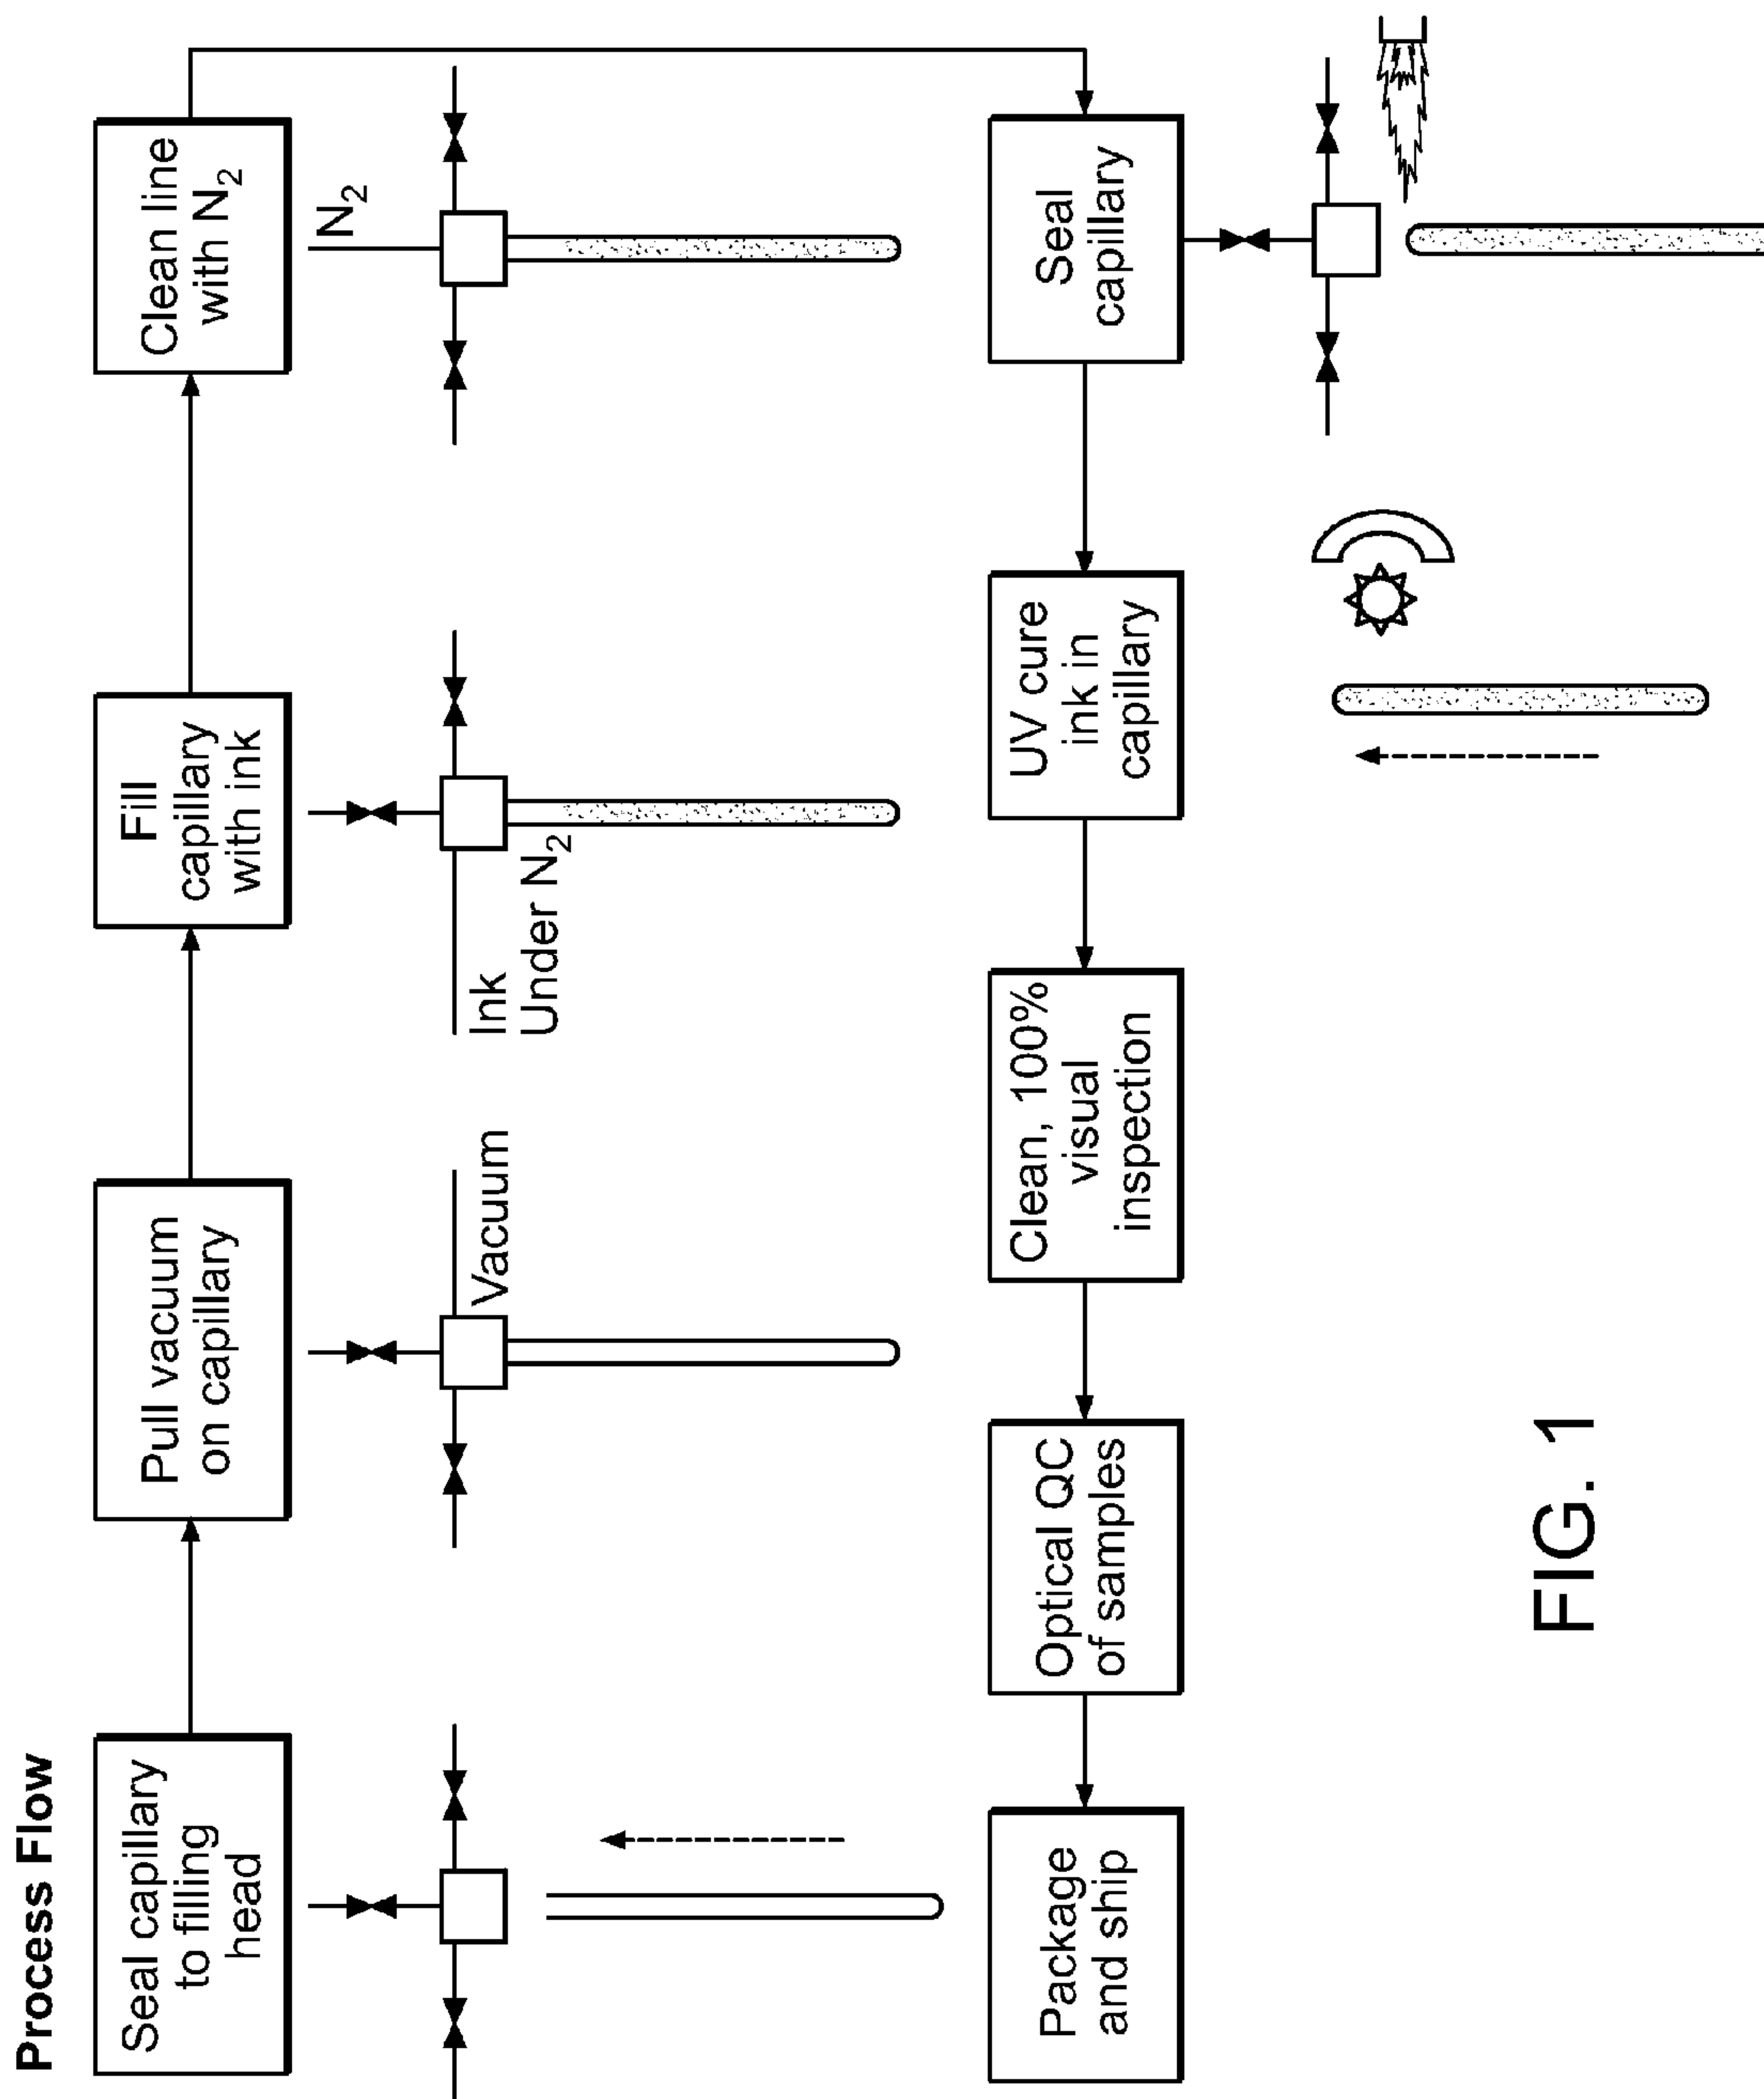 Process Flow
Seal capillary
to filling
head
Pull vacuum
on capillary
Vacuum
Fill
capillary
with ink
Ink
Under N₂
Clean line
with N₂
N₂
Seal
capillary
UV cure
ink in
capillary
Clean, 100%
visual
inspection
Optical QC
of samples
Package
and ship
FIG. 1